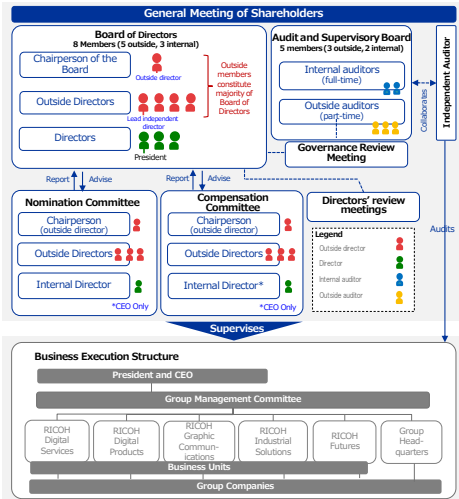 General Meeting of Shareholders
Board of Directors
8 Members (5 outside, 3 internal)
Chairperson of the
Board
Outside director
Outside Directors
Lead independent
director
Directors
President
Outside
members
constitute
majority of
Board of
Directors
Audit and Supervisory Board
5 members (3 outside, 2 internal)
Internal auditors
(full-time)
Outside auditors
(part-time)
Collaborates
Independent Auditor
Governance Review
Meeting
Report
Advise
Report
Advise
Nomination Committee
Chairperson
(outside director)
Outside Directors
Internal Director
*CEO Only
Compensation
Committee
Chairperson
(outside director)
Outside Directors
Internal Director*
*CEO Only
Directors' review
meetings
Legend
Outside director
Director
Internal auditor
Outside auditor
Audits
Supervises
Business Execution Structure
President and CEO
Group Management Committee
RICOH
Digital
Services
RICOH
Digital
Products
RICOH
Graphic
Commun-
ications
RICOH
Industrial
Solutions
RICOH
Futures
Group
Head-
quarters
Business Units
Group Companies